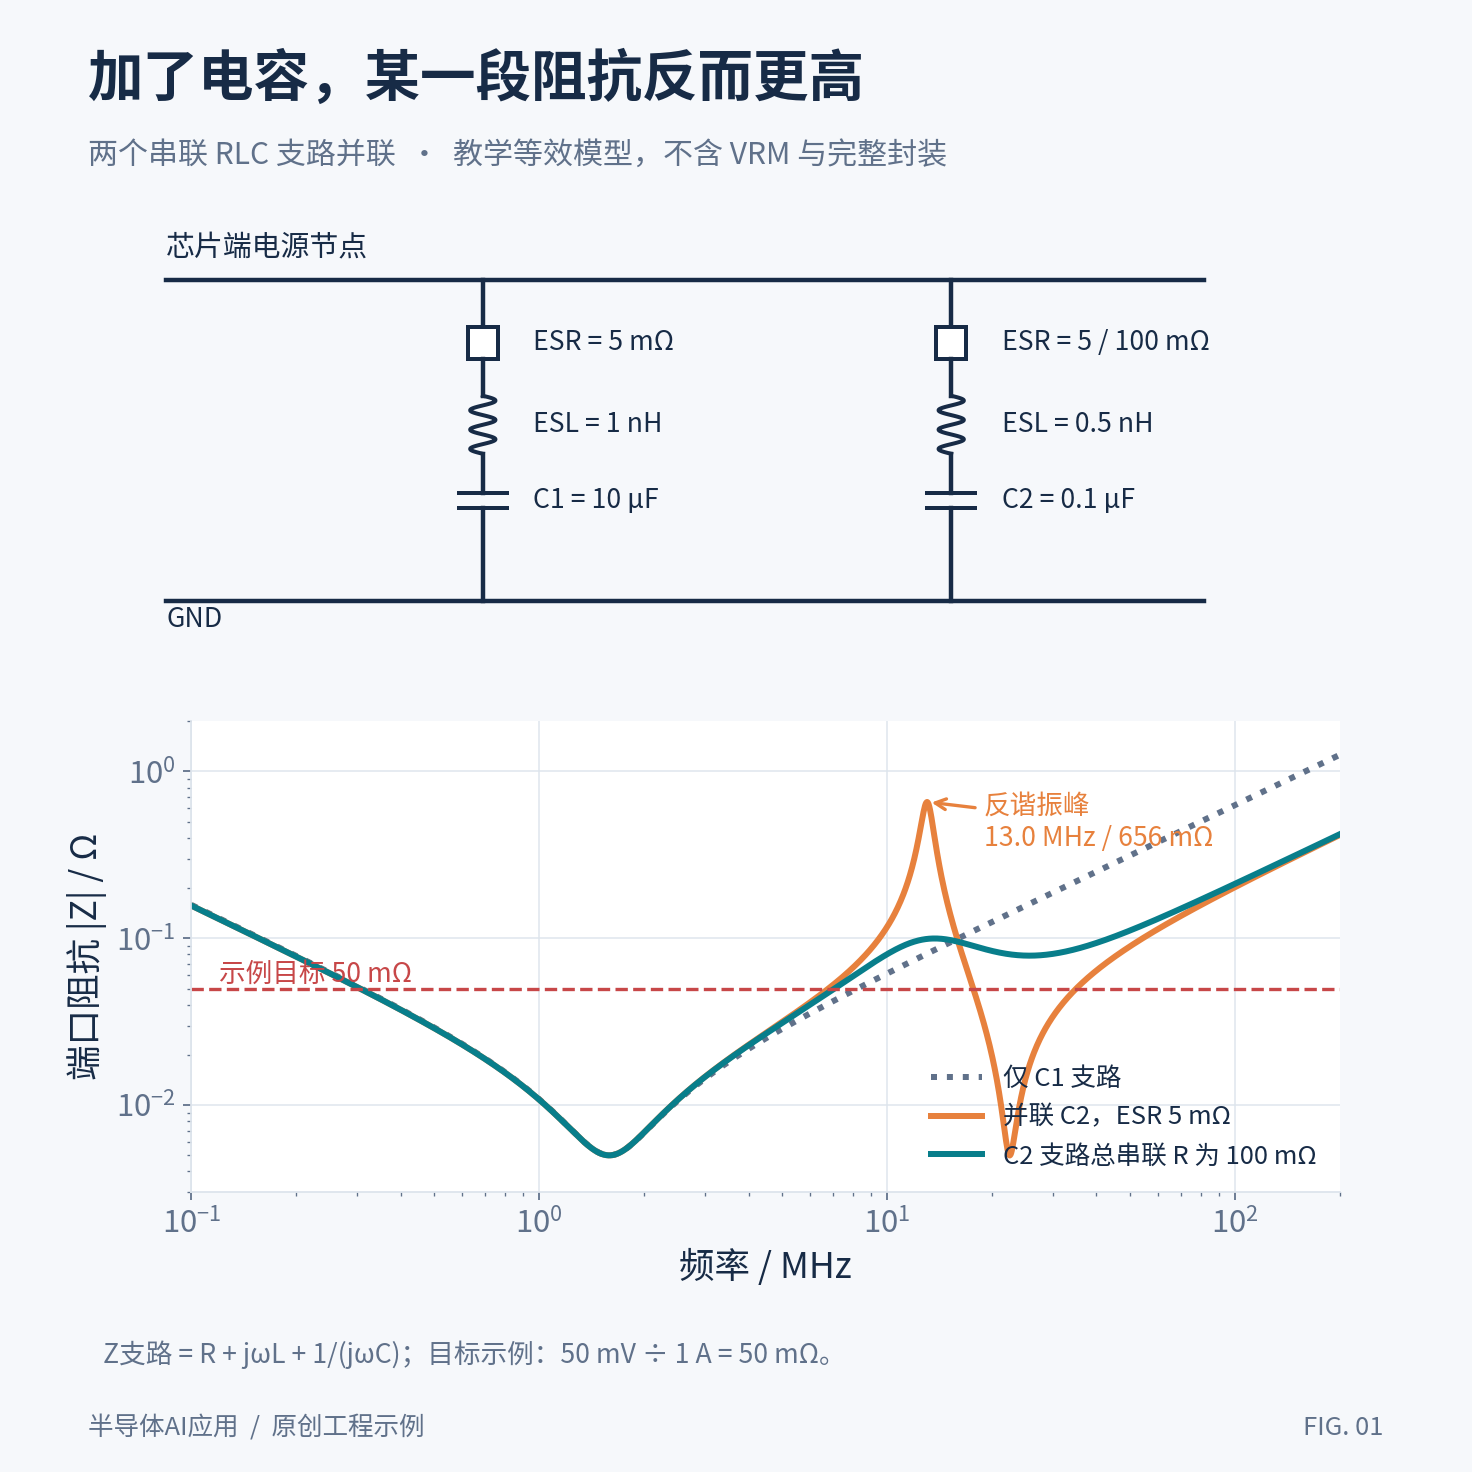 加了电容，某一段阻抗反而更高
两个串联 RLC 支路并联 · 教学等效模型，不含 VRM 与完整封装
芯片端电源节点
ESR = 5 mΩ
ESR = 5 / 100 mΩ
ESL = 1 nH
ESL = 0.5 nH
C1 = 10 μF
C2 = 0.1 μF
GND
端口阻抗 |Z| / Ω
10⁰
10⁻¹
10⁻²
反谐振峰
13.0 MHz / 656 mΩ
示例目标 50 mΩ
仅 C1 支路
并联 C2，ESR 5 mΩ
C2 支路总串联 R 为 100 mΩ
10⁻¹
10⁰
10¹
10²
频率 / MHz
Z支路 = R + jωL + 1/(jωC)；目标示例：50 mV ÷ 1 A = 50 mΩ。
半导体AI应用 / 原创工程示例
FIG. 01